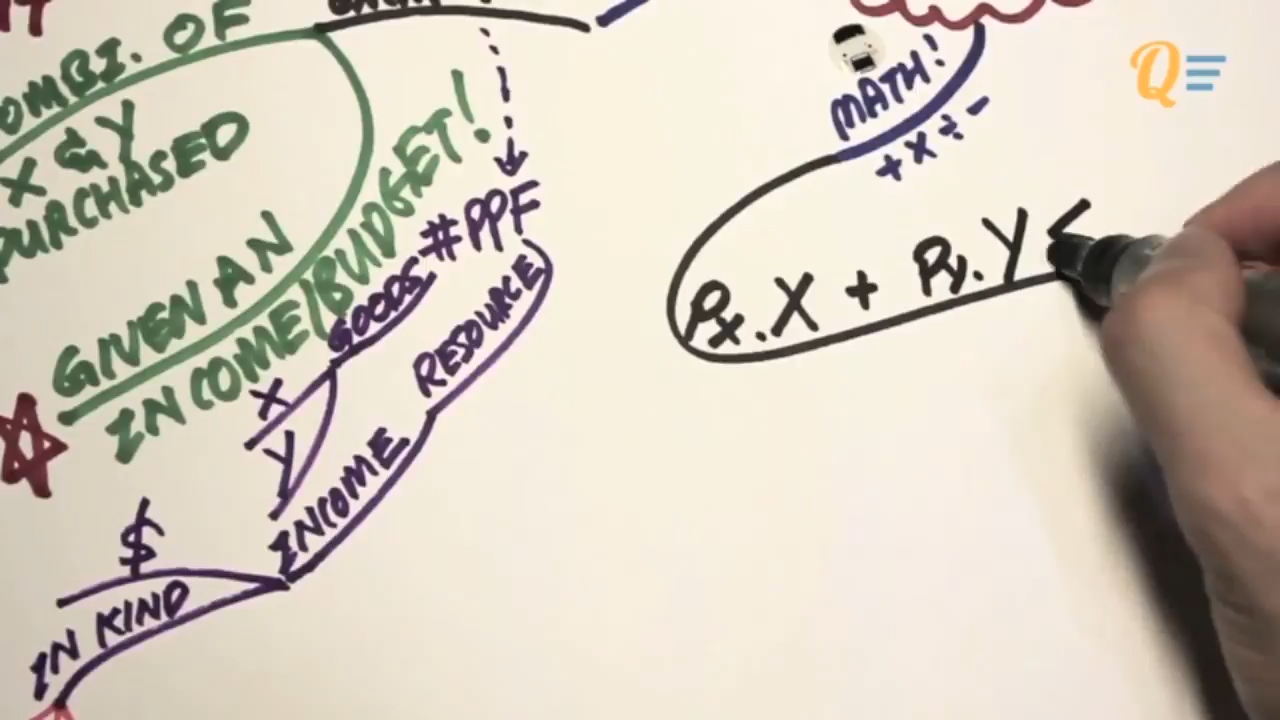 OMBI. OF
X & Y
PURCHASED
GIVEN AN
INCOME/BUDGET!
#PPF
GOODS
X
Y
RESOURCE
INCOME
$
IN KIND
MATH!
+ × ÷ -
Px.X + Py.Y <
Q